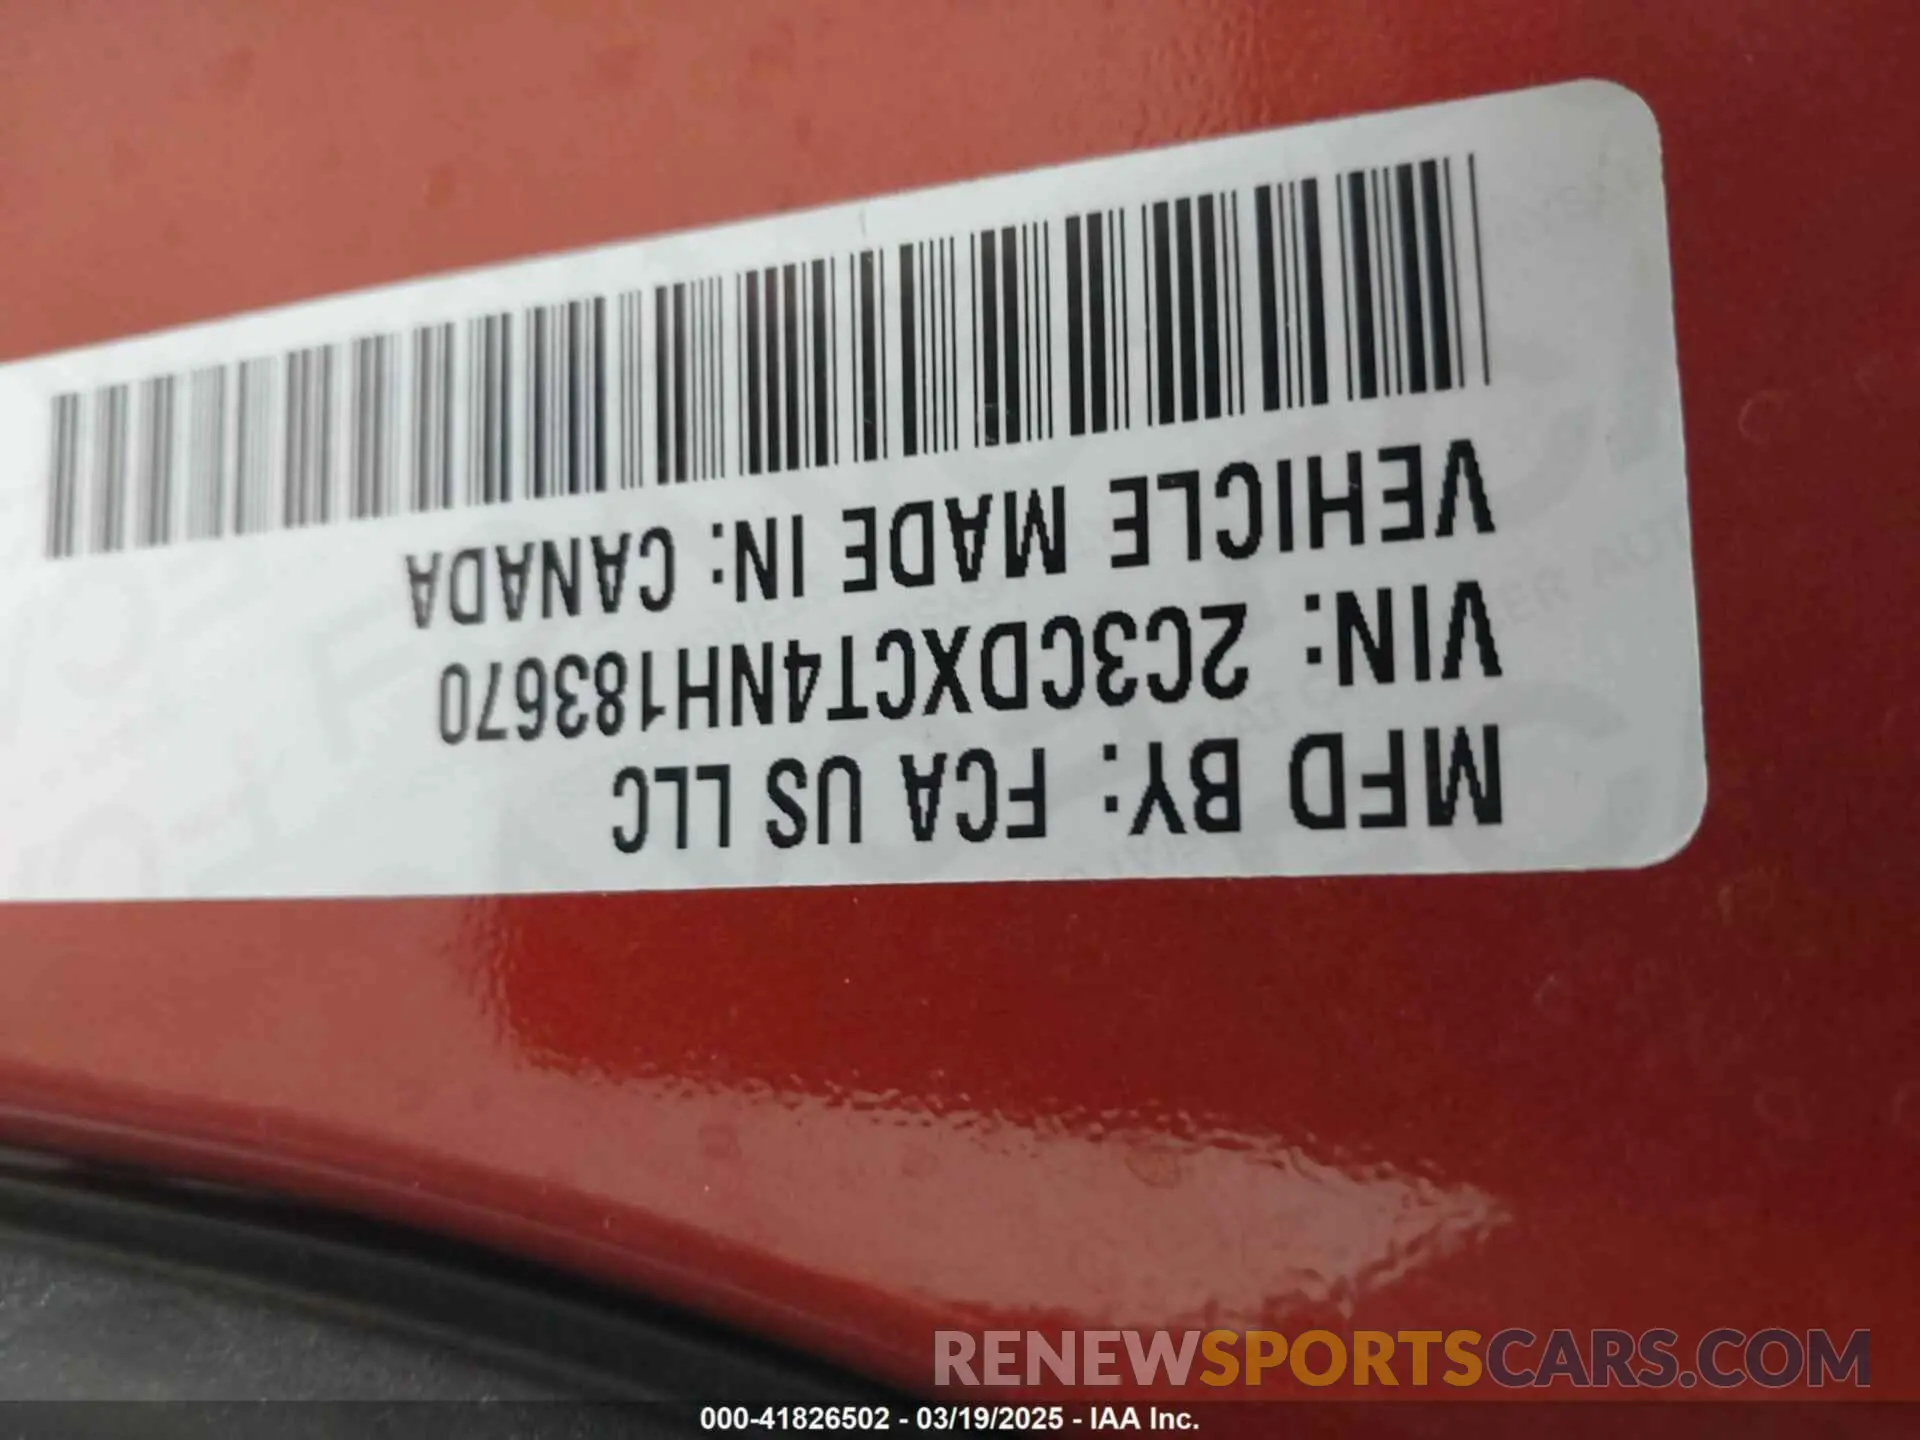 MFD BY: FCA US LLC
VIN: 2C3CDXCT4NH183670
VEHICLE MADE IN: CANADA
RENEWSPORTSCARS.COM
000-41826502 - 03/19/2025 - IAA Inc.